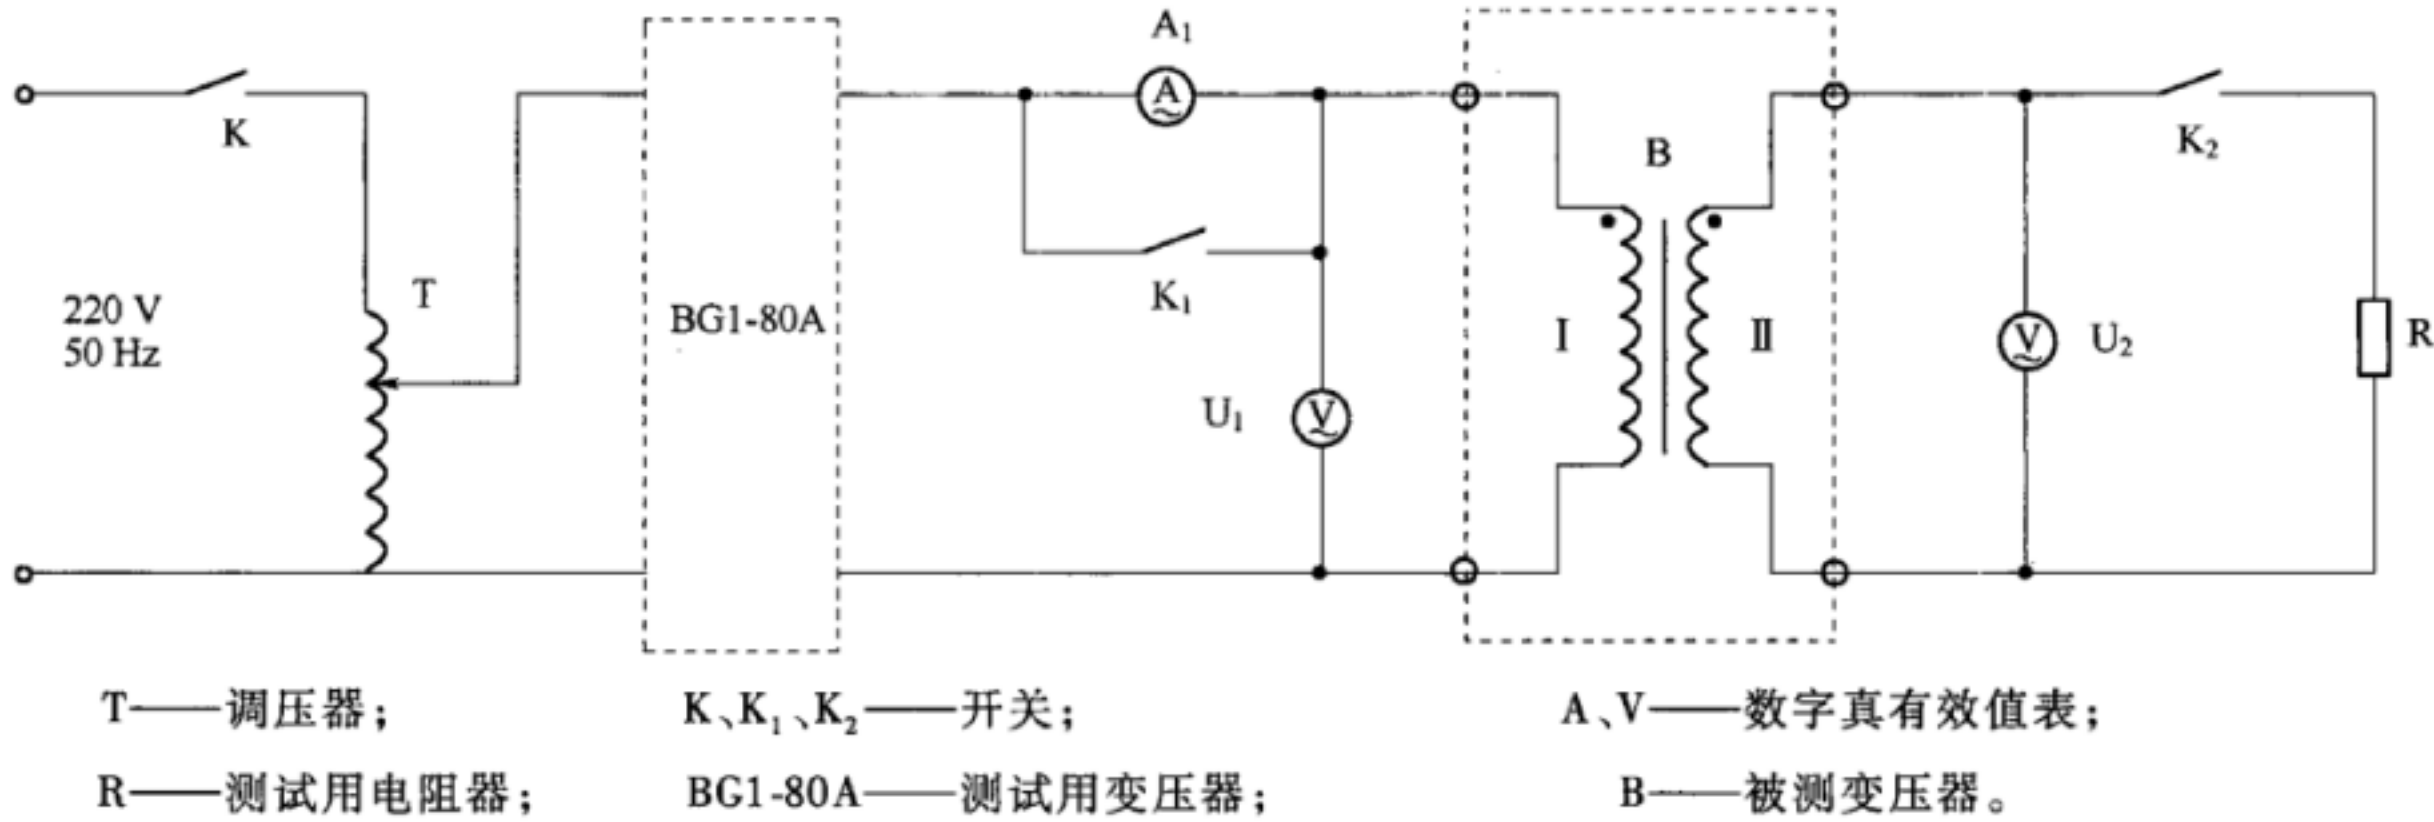 A₁
K
B
K₂
T
K₁
220 V
50 Hz
BG1-80A
Ⅰ
Ⅱ
U₁
U₂
R
A
V
V
T——调压器； K、K₁、K₂——开关； A、V——数字真有效值表；
R——测试用电阻器； BG1-80A——测试用变压器； B——被测变压器。